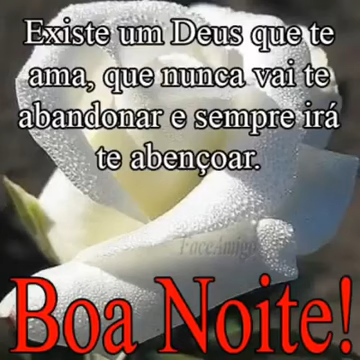 Existe um Deus que te
ama, que nunca vai te
abandonar e sempre irá
te abençoar.
FaceAmigo
Boa Noite!